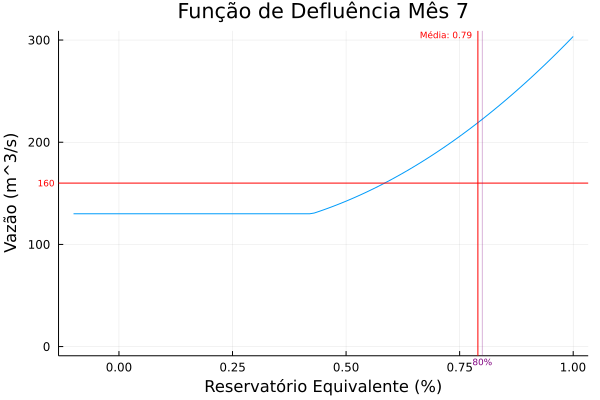 Função de Defluência Mês 7
Média: 0.79
300
200
160
100
0
Vazão (m^3/s)
0.00
0.25
0.50
0.75
80%
1.00
Reservatório Equivalente (%)